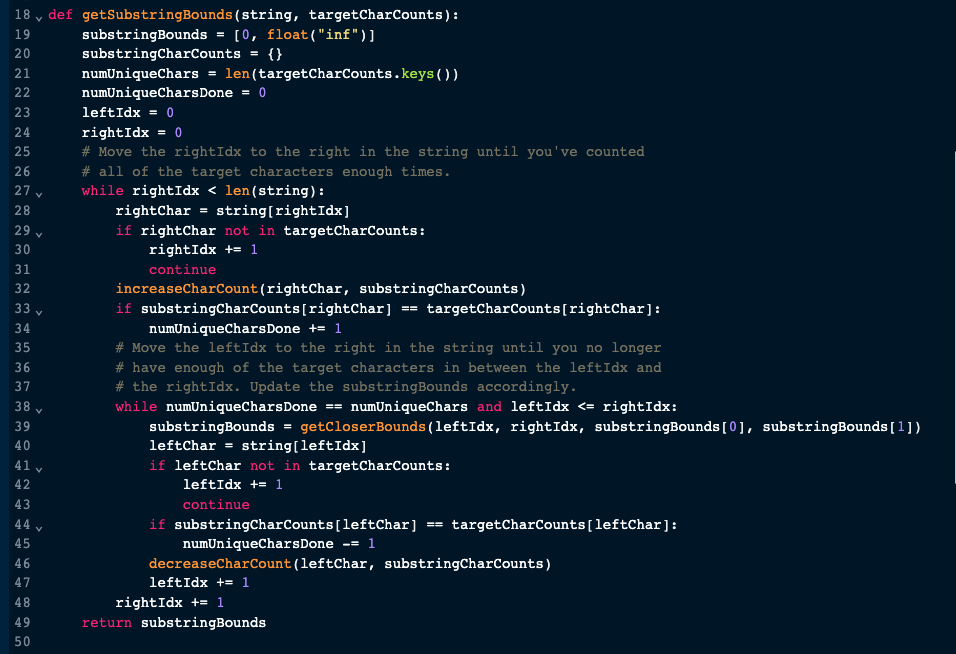 18 def getSubstringBounds(string, targetCharCounts):
19     substringBounds = [0, float("inf")]
20     substringCharCounts = {}
21     numUniqueChars = len(targetCharCounts.keys())
22     numUniqueCharsDone = 0
23     leftIdx = 0
24     rightIdx = 0
25     # Move the rightIdx to the right in the string until you've counted
26     # all of the target characters enough times.
27     while rightIdx < len(string):
28         rightChar = string[rightIdx]
29         if rightChar not in targetCharCounts:
30             rightIdx += 1
31             continue
32         increaseCharCount(rightChar, substringCharCounts)
33         if substringCharCounts[rightChar] == targetCharCounts[rightChar]:
34             numUniqueCharsDone += 1
35         # Move the leftIdx to the right in the string until you no longer
36         # have enough of the target characters in between the leftIdx and
37         # the rightIdx. Update the substringBounds accordingly.
38         while numUniqueCharsDone == numUniqueChars and leftIdx <= rightIdx:
39             substringBounds = getCloserBounds(leftIdx, rightIdx, substringBounds[0], substringBounds[1])
40             leftChar = string[leftIdx]
41             if leftChar not in targetCharCounts:
42                 leftIdx += 1
43                 continue
44             if substringCharCounts[leftChar] == targetCharCounts[leftChar]:
45                 numUniqueCharsDone -= 1
46             decreaseCharCount(leftChar, substringCharCounts)
47             leftIdx += 1
48         rightIdx += 1
49     return substringBounds
50